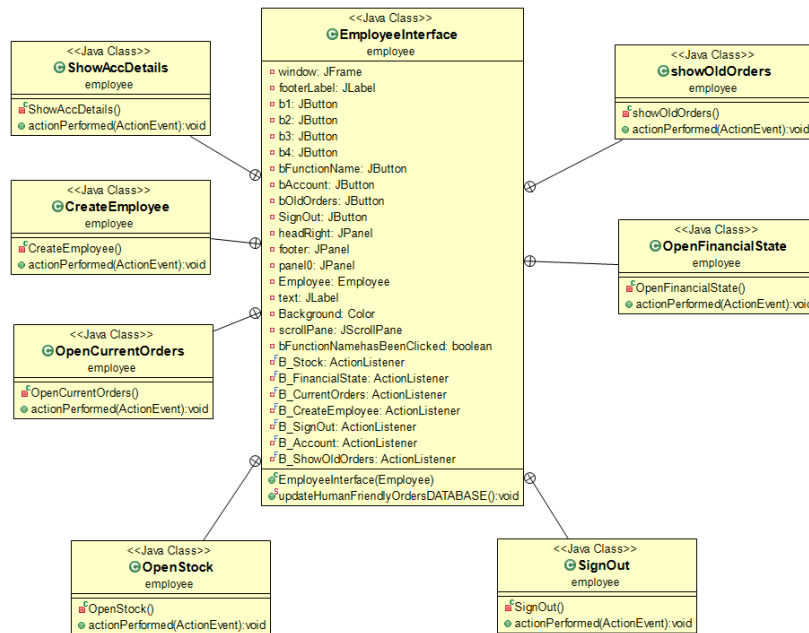 <<Java Class>>
ShowAccDetails
employee
ShowAccDetails()
actionPerformed(ActionEvent):void
<<Java Class>>
CreateEmployee
employee
CreateEmployee()
actionPerformed(ActionEvent):void
<<Java Class>>
OpenCurrentOrders
employee
OpenCurrentOrders()
actionPerformed(ActionEvent):void
<<Java Class>>
OpenStock
employee
OpenStock()
actionPerformed(ActionEvent):void
<<Java Class>>
EmployeeInterface
employee
window: JFrame
footerLabel: JLabel
b1: JButton
b2: JButton
b3: JButton
b4: JButton
bFunctionName: JButton
bAccount: JButton
bOldOrders: JButton
SignOut: JButton
headRight: JPanel
footer: JPanel
panel0: JPanel
Employee: Employee
text: JLabel
Background: Color
scrollPane: JScrollPane
bFunctionNamehasBeenClicked: boolean
B_Stock: ActionListener
B_FinancialState: ActionListener
B_CurrentOrders: ActionListener
B_CreateEmployee: ActionListener
B_SignOut: ActionListener
B_Account: ActionListener
B_ShowOldOrders: ActionListener
EmployeeInterface(Employee)
updateHumanFriendlyOrdersDATABASE():void
<<Java Class>>
showOldOrders
employee
showOldOrders()
actionPerformed(ActionEvent):void
<<Java Class>>
OpenFinancialState
employee
OpenFinancialState()
actionPerformed(ActionEvent):void
<<Java Class>>
SignOut
employee
SignOut()
actionPerformed(ActionEvent):void